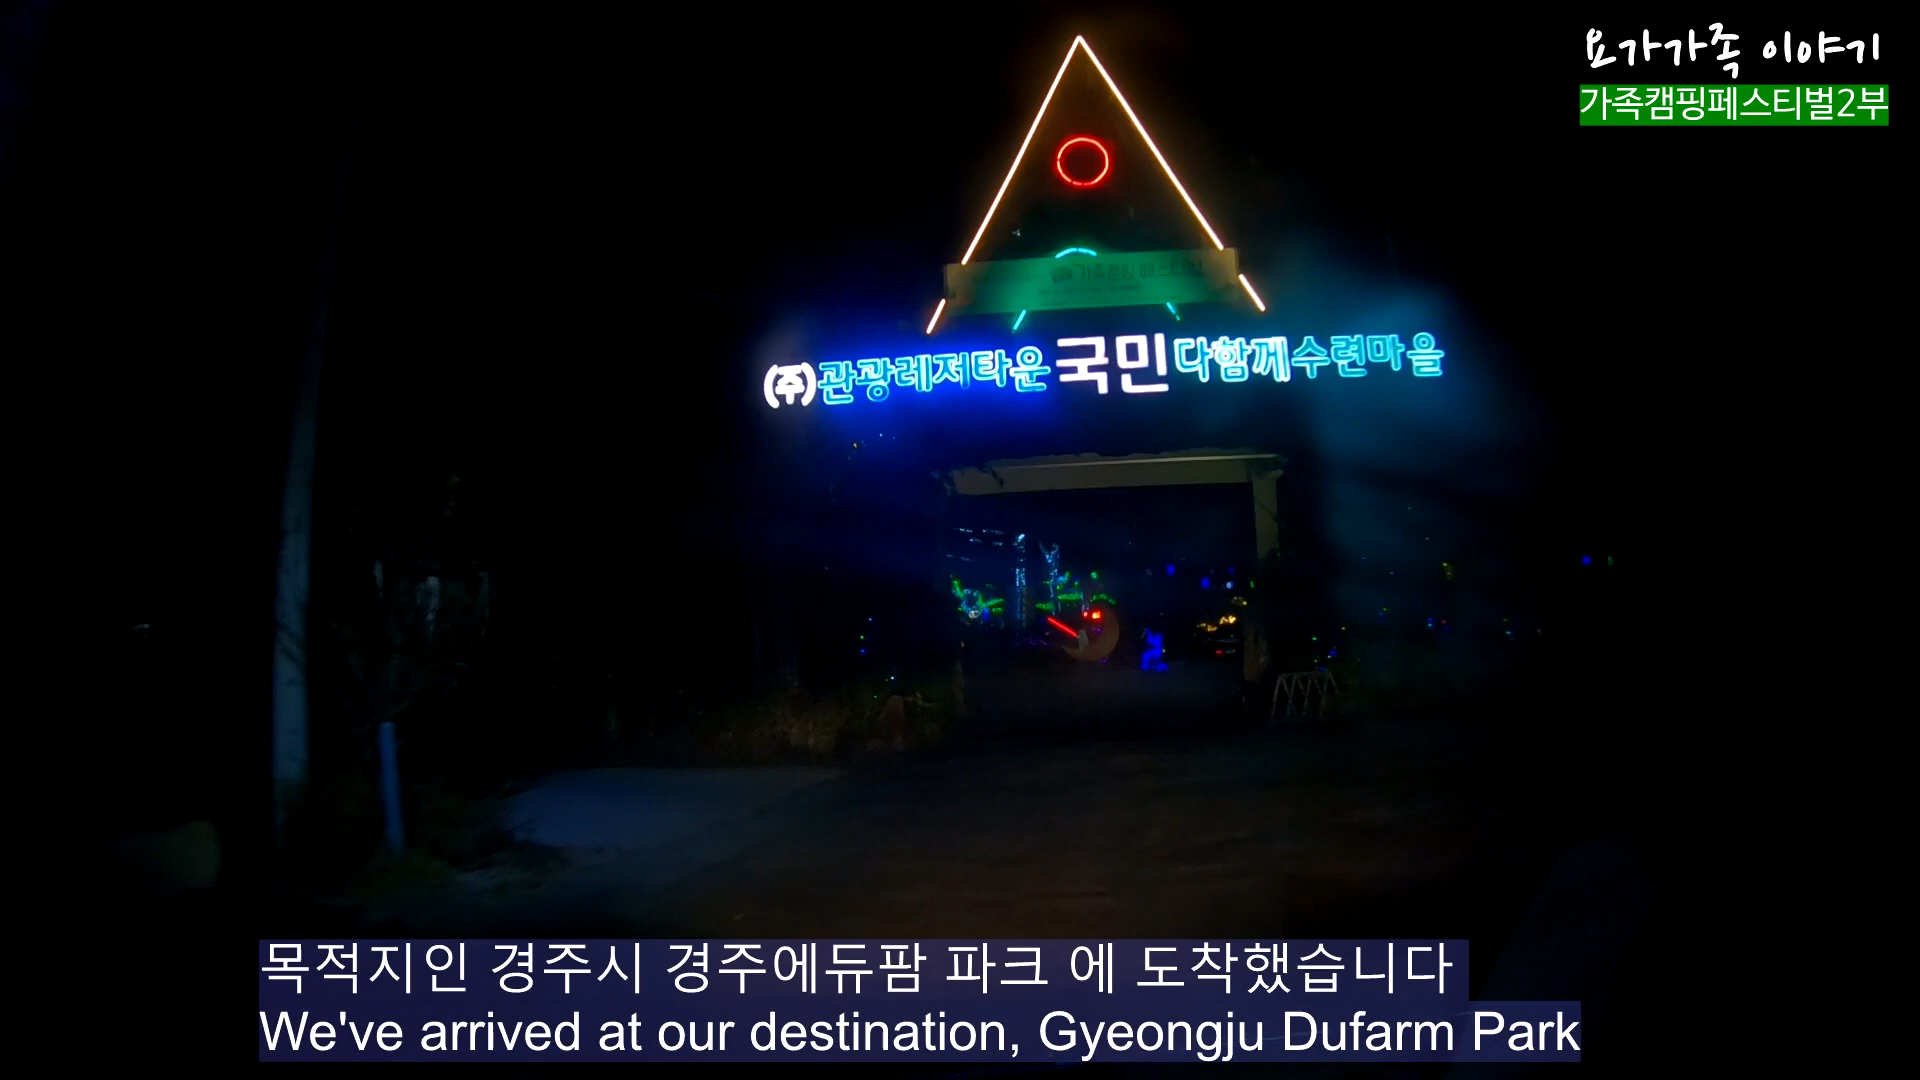 요가가족 이야기
가족캠핑페스티벌2부
(주)관광레저타운 국민다함께수련마을
목적지인 경주시 경주에듀팜 파크 에 도착했습니다
We've arrived at our destination, Gyeongju Dufarm Park